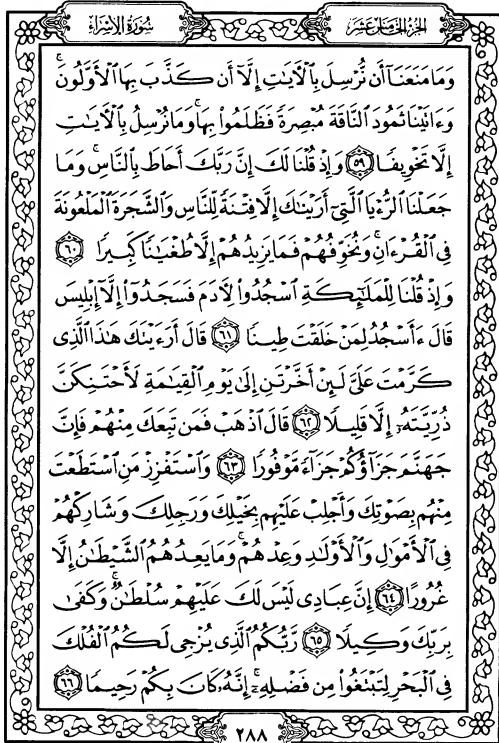 الجزء الخامس عشر
سورة الإسراء
وَمَا مَنَعَنَآ أَن نُّرْسِلَ بِٱلْأَيَٰتِ إِلَّآ أَن كَذَّبَ بِهَا ٱلْأَوَّلُونَ ۚ
وَءَاتَيْنَا ثَمُودَ ٱلنَّاقَةَ مُبْصِرَةً فَظَلَمُوا۟ بِهَا ۚ وَمَا نُرْسِلُ بِٱلْأَيَٰتِ
إِلَّا تَخْوِيفًا ٥٩ وَإِذْ قُلْنَا لَكَ إِنَّ رَبَّكَ أَحَاطَ بِٱلنَّاسِ ۚ وَمَا
جَعَلْنَا ٱلرُّءْيَا ٱلَّتِىٓ أَرَيْنَٰكَ إِلَّا فِتْنَةً لِّلنَّاسِ وَٱلشَّجَرَةَ ٱلْمَلْعُونَةَ
فِى ٱلْقُرْءَانِ ۚ وَنُخَوِّفُهُمْ فَمَا يَزِيدُهُمْ إِلَّا طُغْيَٰنًا كَبِيرًا ٦٠
وَإِذْ قُلْنَا لِلْمَلَٰٓئِكَةِ ٱسْجُدُوا۟ لِأَدَمَ فَسَجَدُوٓا۟ إِلَّآ إِبْلِيسَ
قَالَ ءَأَسْجُدُ لِمَنْ خَلَقْتَ طِينًا ٦١ قَالَ أَرَءَيْتَكَ هَٰذَا ٱلَّذِى
كَرَّمْتَ عَلَىَّ لَئِنْ أَخَّرْتَنِ إِلَىٰ يَوْمِ ٱلْقِيَٰمَةِ لَأَحْتَنِكَنَّ
ذُرِّيَّتَهُۥٓ إِلَّا قَلِيلًا ٦٢ قَالَ ٱذْهَبْ فَمَن تَبِعَكَ مِنْهُمْ فَإِنَّ
جَهَنَّمَ جَزَآؤُكُمْ جَزَآءً مَّوْفُورًا ٦٣ وَٱسْتَفْزِزْ مَنِ ٱسْتَطَعْتَ
مِنْهُم بِصَوْتِكَ وَأَجْلِبْ عَلَيْهِم بِخَيْلِكَ وَرَجِلِكَ وَشَارِكْهُمْ
فِى ٱلْأَمْوَٰلِ وَٱلْأَوْلَٰدِ وَعِدْهُمْ ۚ وَمَا يَعِدُهُمُ ٱلشَّيْطَٰنُ إِلَّا
غُرُورًا ٦٤ إِنَّ عِبَادِى لَيْسَ لَكَ عَلَيْهِمْ سُلْطَٰنٌ ۚ وَكَفَىٰ
بِرَبِّكَ وَكِيلًا ٦٥ رَّبُّكُمُ ٱلَّذِى يُزْجِى لَكُمُ ٱلْفُلْكَ
فِى ٱلْبَحْرِ لِتَبْتَغُوا۟ مِن فَضْلِهِۦٓ ۚ إِنَّهُۥ كَانَ بِكُمْ رَحِيمًا ٦٦
٢٨٨